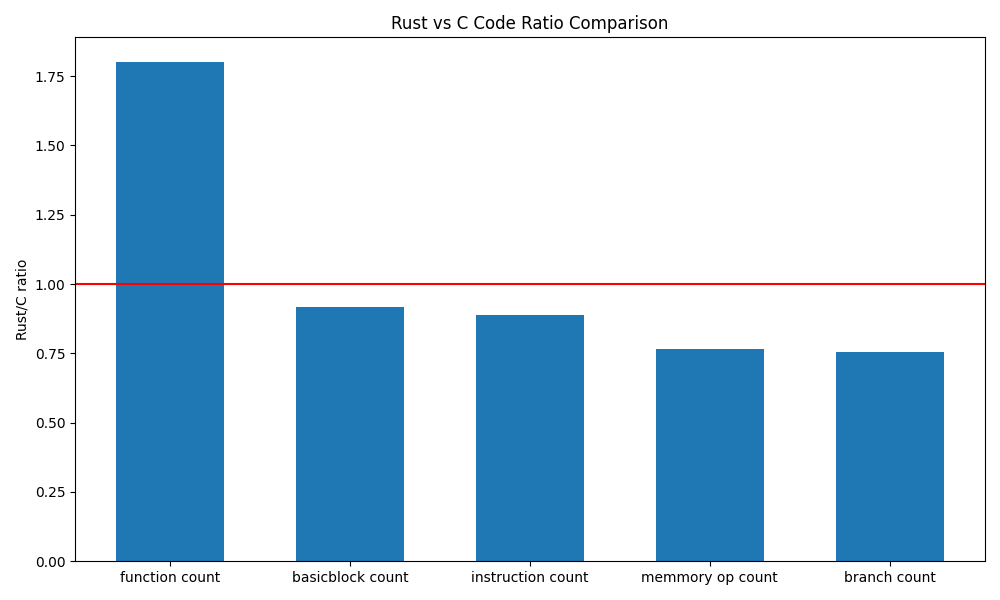 Rust vs C Code Ratio Comparison
Rust/C ratio
1.75
1.50
1.25
1.00
0.75
0.50
0.25
0.00
function count
basicblock count
instruction count
memmory op count
branch count